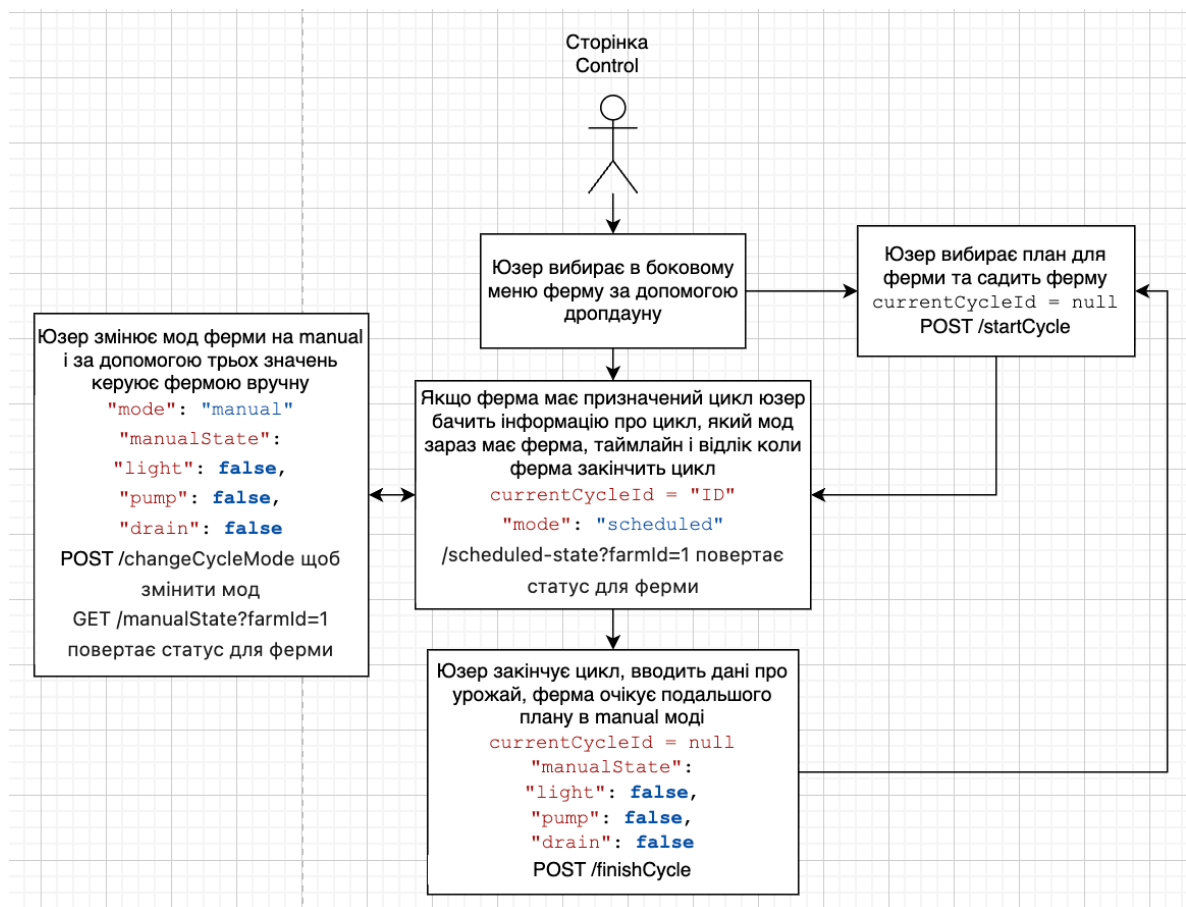 Сторінка
Control
Юзер вибирає в боковому
меню ферму за допомогою
дропдауну
Юзер вибирає план для
ферми та садить ферму
currentCycleId = null
POST /startCycle
Юзер змінює мод ферми на manual
і за допомогою трьох значень
керуює фермою вручну
"mode": "manual"
"manualState":
"light": false,
"pump": false,
"drain": false
POST /changeCycleMode щоб
змінити мод
GET /manualState?farmId=1
повертає статус для ферми
Якщо ферма має призначений цикл юзер
бачить інформацію про цикл, який мод
зараз має ферма, таймлайн і відлік коли
ферма закінчить цикл
currentCycleId = "ID"
"mode": "scheduled"
/scheduled-state?farmId=1 повертає
статус для ферми
Юзер закінчує цикл, вводить дані про
урожай, ферма очікує подальшого
плану в manual моді
currentCycleId = null
"manualState":
"light": false,
"pump": false,
"drain": false
POST /finishCycle